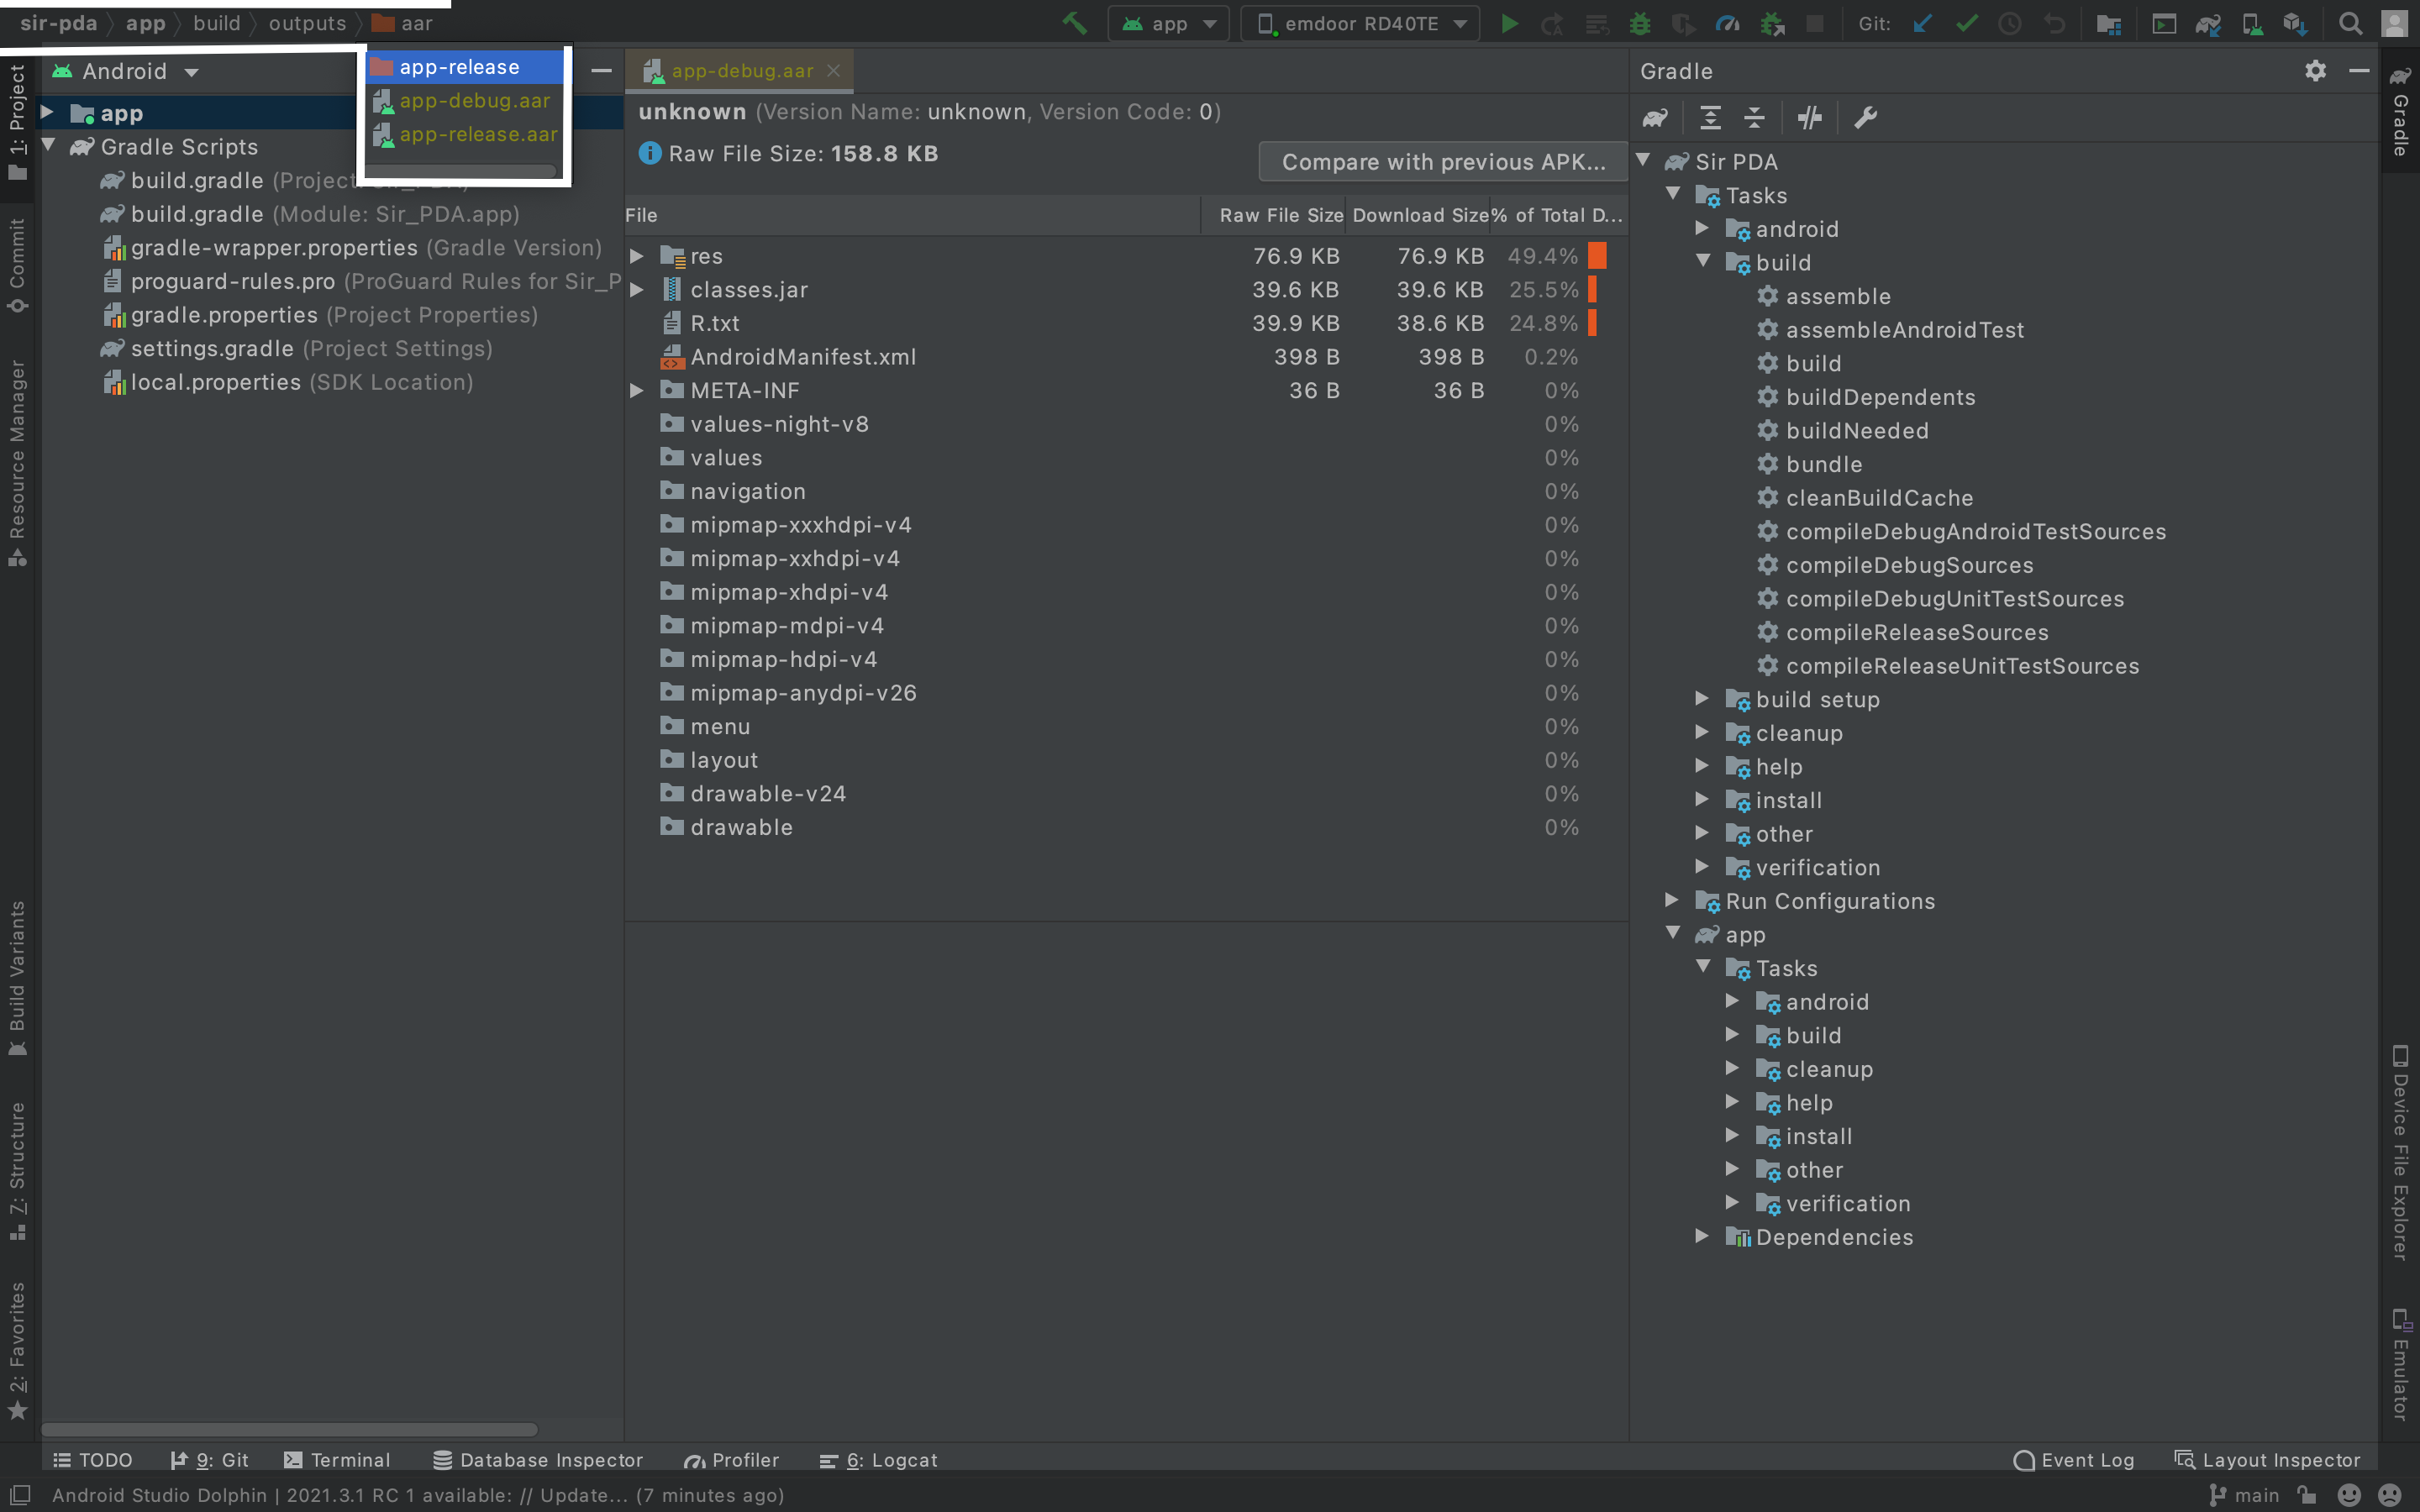 sir-pda app build outputs aar
app
emdoor RD40TE
Git:
1: Project
Commit
Resource Manager
Build Variants
7: Structure
2: Favorites
Android
app-release
app-debug.aar
app-release.aar
app
Gradle Scripts
build.gradle (Project: Sir_PDA)
build.gradle (Module: Sir_PDA.app)
gradle-wrapper.properties (Gradle Version)
proguard-rules.pro (ProGuard Rules for Sir_P
gradle.properties (Project Properties)
settings.gradle (Project Settings)
local.properties (SDK Location)
app-debug.aar
unknown (Version Name: unknown, Version Code: 0)
Raw File Size: 158.8 KB
Compare with previous APK...
File Raw File Size Download Size % of Total D...
res 76.9 KB 76.9 KB 49.4%
classes.jar 39.6 KB 39.6 KB 25.5%
R.txt 39.9 KB 38.6 KB 24.8%
AndroidManifest.xml 398 B 398 B 0.2%
META-INF 36 B 36 B 0%
values-night-v8 0%
values 0%
navigation 0%
mipmap-xxxhdpi-v4 0%
mipmap-xxhdpi-v4 0%
mipmap-xhdpi-v4 0%
mipmap-mdpi-v4 0%
mipmap-hdpi-v4 0%
mipmap-anydpi-v26 0%
menu 0%
layout 0%
drawable-v24 0%
drawable 0%
Gradle
Sir PDA
Tasks
android
build
assemble
assembleAndroidTest
build
buildDependents
buildNeeded
bundle
cleanBuildCache
compileDebugAndroidTestSources
compileDebugSources
compileDebugUnitTestSources
compileReleaseSources
compileReleaseUnitTestSources
build setup
cleanup
help
install
other
verification
Run Configurations
app
Tasks
android
build
cleanup
help
install
other
verification
Dependencies
Gradle
Device File Explorer
Emulator
TODO 9: Git Terminal Database Inspector Profiler 6: Logcat Event Log Layout Inspector
Android Studio Dolphin | 2021.3.1 RC 1 available: // Update... (7 minutes ago) main